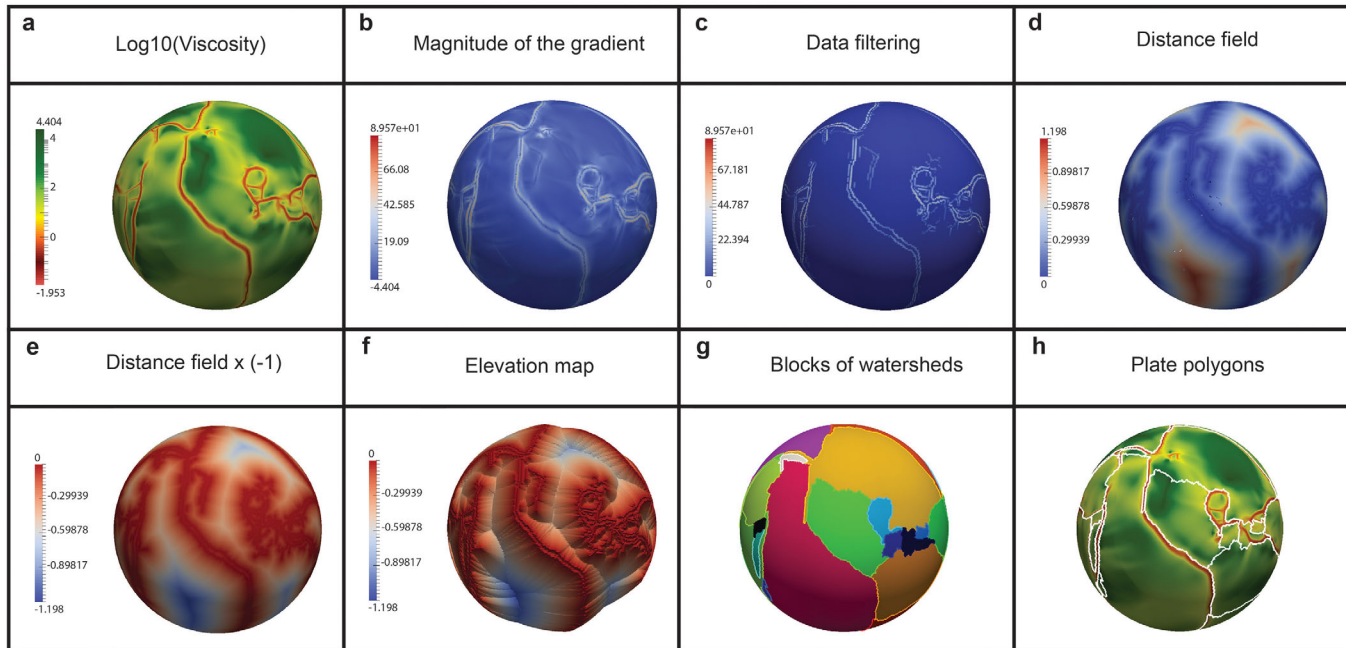 a
Log10(Viscosity)
b
Magnitude of the gradient
c
Data filtering
d
Distance field
4.404
4
2
0
-1.953
8.957e+01
66.08
42.585
19.09
-4.404
8.957e+01
67.181
44.787
22.394
0
1.198
0.89817
0.59878
0.29939
0
e
Distance field x (-1)
f
Elevation map
g
Blocks of watersheds
h
Plate polygons
0
-0.29939
-0.59878
-0.89817
-1.198
0
-0.29939
-0.59878
-0.89817
-1.198